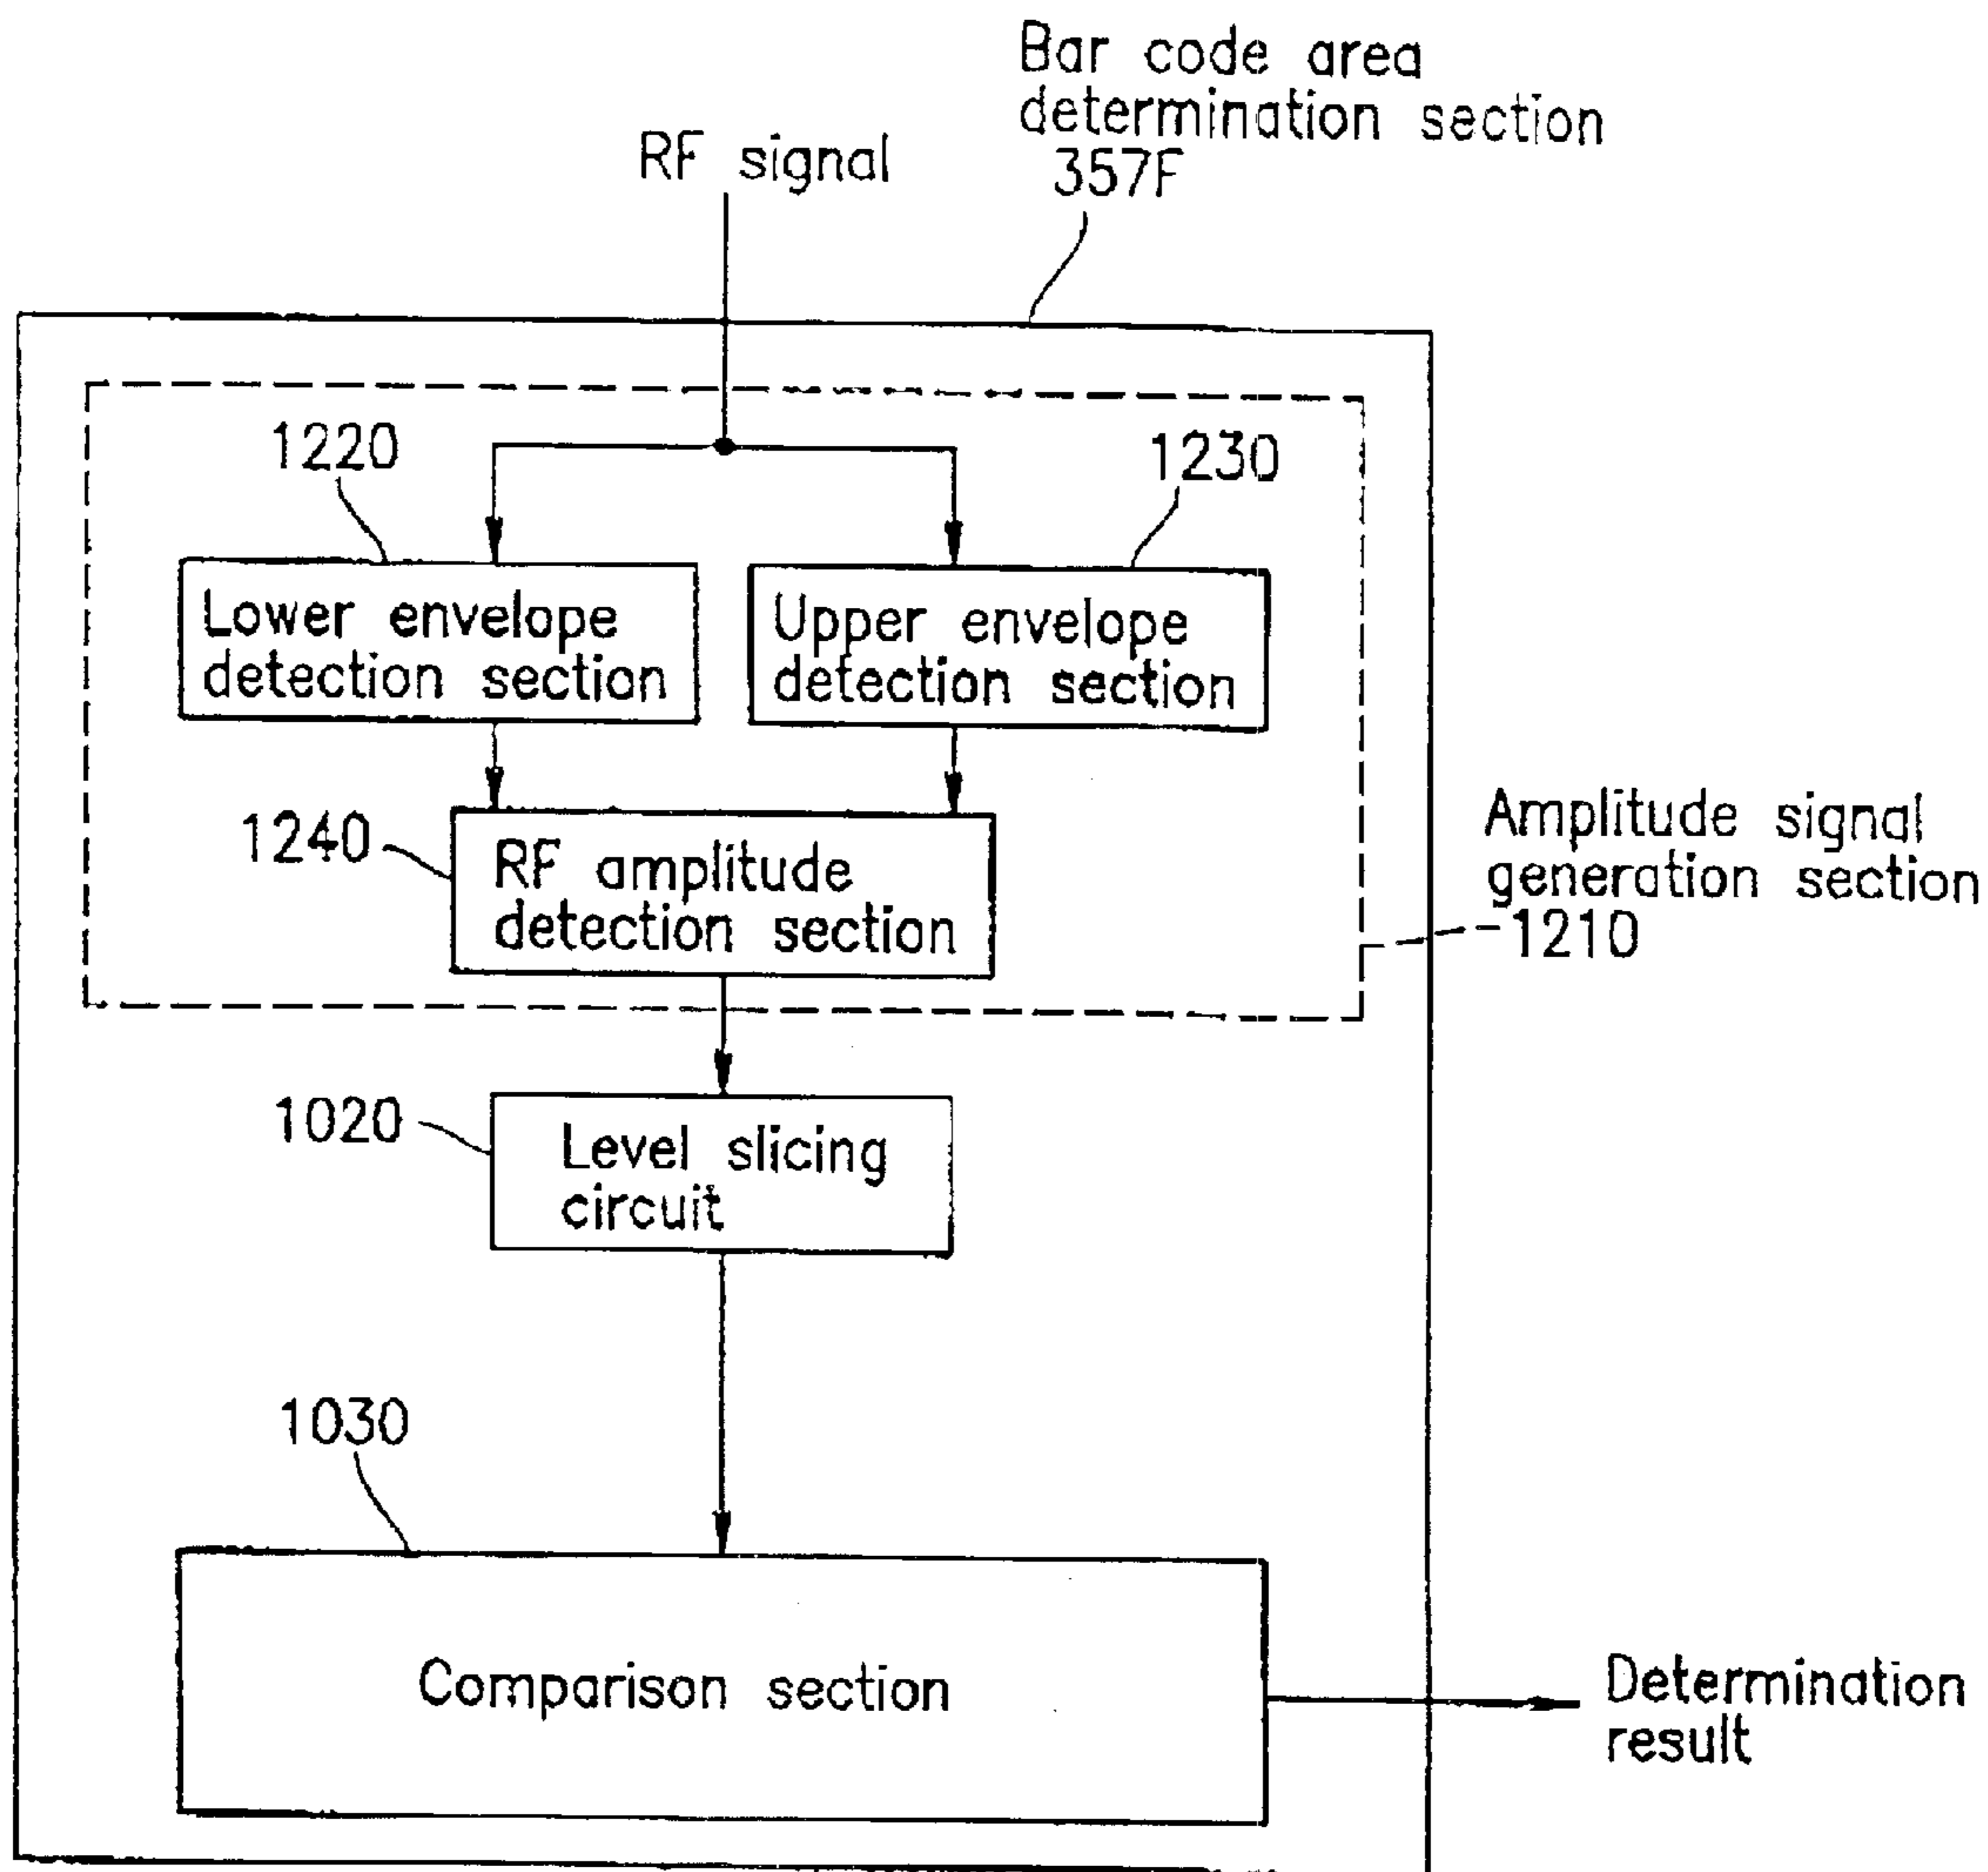 Bar code area
determination section
357F
RF signal
1220
1230
Lower envelope
detection section
Upper envelope
detection section
1240
RF amplitude
detection section
Amplitude signal
generation section
1210
1020
Level slicing
circuit
1030
Comparison section
Determination
result